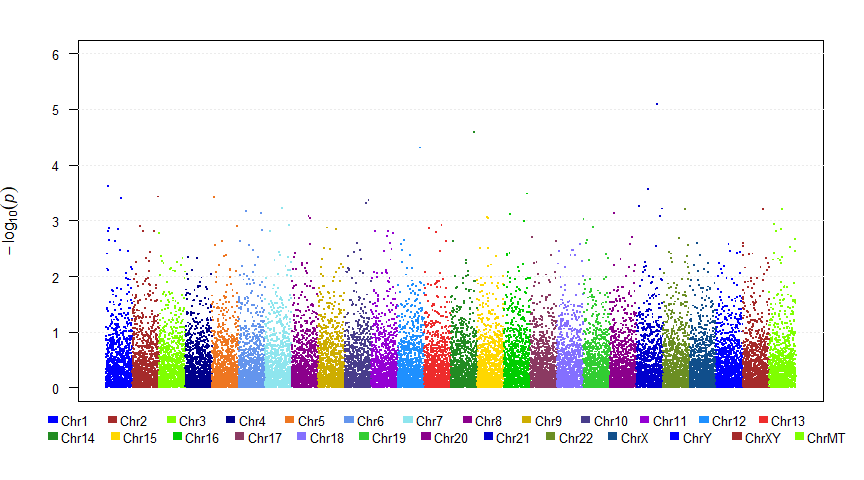 6
5
4
3
2
1
0
−log10(p)
Chr1 Chr2 Chr3 Chr4 Chr5 Chr6 Chr7 Chr8 Chr9 Chr10 Chr11 Chr12 Chr13
Chr14 Chr15 Chr16 Chr17 Chr18 Chr19 Chr20 Chr21 Chr22 ChrX ChrY ChrXY ChrMT